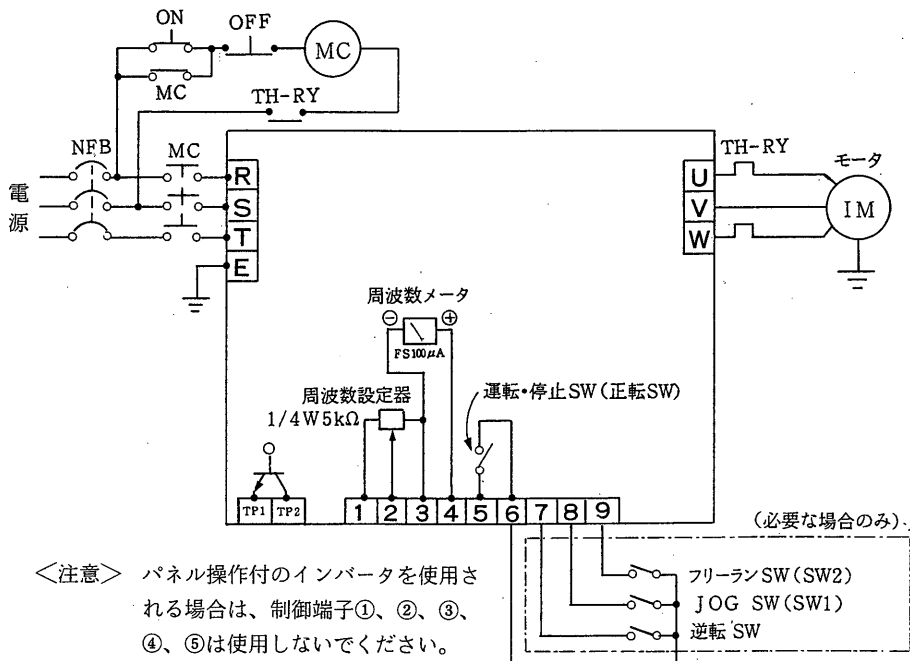 ON
OFF
MC
MC
TH-RY
NFB
MC
電源
R
S
T
E
U
V
W
TH-RY
モータ
IM
周波数メータ
⊖ ⊕
FS100μA
周波数設定器
1/4W5kΩ
運転・停止SW(正転SW)
TP1 TP2
1 2 3 4 5 6 7 8 9
(必要な場合のみ)
フリーランSW(SW2)
JOG SW(SW1)
逆転SW
<注意> パネル操作付のインバータを使用さ
れる場合は、制御端子①、②、③、
④、⑤は使用しないでください。